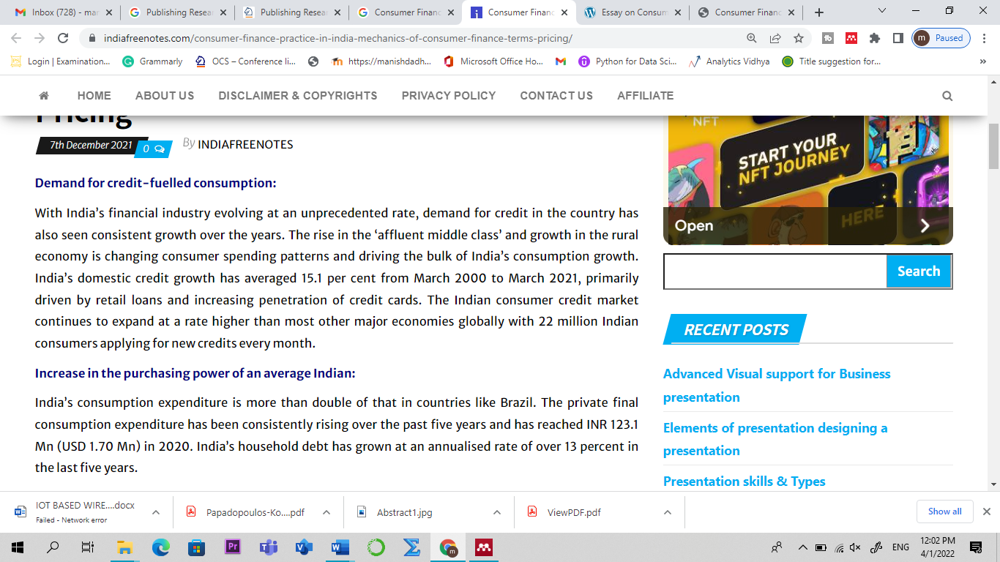 Inbox (728) - mar
Publishing Resea
Publishing Resea
Consumer Financ
Consumer Financ
Essay on Consum
Consumer Financ
indiafreenotes.com/consumer-finance-practice-in-india-mechanics-of-consumer-finance-terms-pricing/
m Paused
Login | Examination...
Grammarly
OCS – Conference li...
https://manishdadh...
Microsoft Office Ho...
Python for Data Sci...
Analytics Vidhya
Title suggestion for...
HOME ABOUT US DISCLAIMER & COPYRIGHTS PRIVACY POLICY CONTACT US AFFILIATE
Pricing
7th December 2021 0 By INDIAFREENOTES
Demand for credit-fuelled consumption:
With India’s financial industry evolving at an unprecedented rate, demand for credit in the country has
also seen consistent growth over the years. The rise in the ‘affluent middle class’ and growth in the rural
economy is changing consumer spending patterns and driving the bulk of India’s consumption growth.
India’s domestic credit growth has averaged 15.1 per cent from March 2000 to March 2021, primarily
driven by retail loans and increasing penetration of credit cards. The Indian consumer credit market
continues to expand at a rate higher than most other major economies globally with 22 million Indian
consumers applying for new credits every month.
Increase in the purchasing power of an average Indian:
India’s consumption expenditure is more than double of that in countries like Brazil. The private final
consumption expenditure has been consistently rising over the past five years and has reached INR 123.1
Mn (USD 1.70 Mn) in 2020. India’s household debt has grown at an annualised rate of over 13 percent in
the last five years.
NFT
START YOUR
NFT JOURNEY
HERE
Open
Search
RECENT POSTS
Advanced Visual support for Business
presentation
Elements of presentation designing a
presentation
Presentation skills & Types
IOT BASED WIRE....docx
Failed - Network error
Papadopoulos-Ko....pdf
Abstract1.jpg
ViewPDF.pdf
Show all
ENG
12:02 PM
4/1/2022